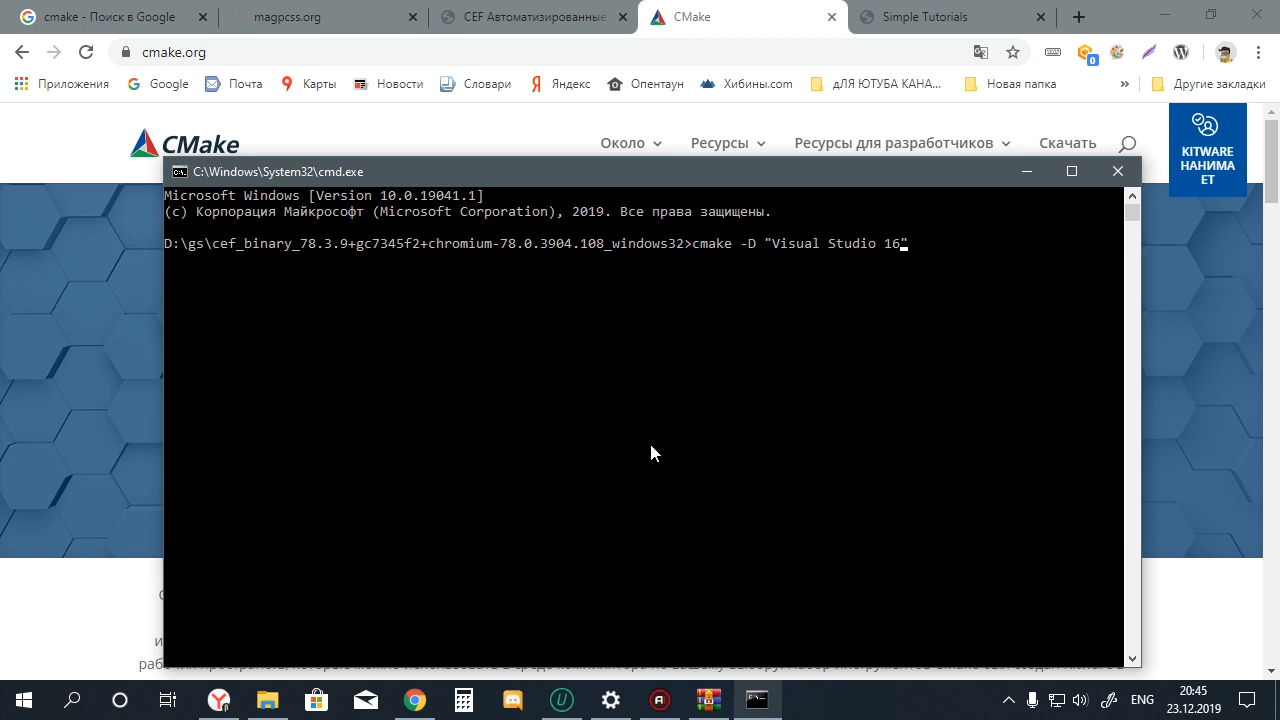 cmake - Поиск в Google
magpcss.org
CEF Автоматизированные
CMake
Simple Tutorials
cmake.org
0
Приложения
Google
Почта
Карты
Новости
Словари
Яндекс
Опентаун
Хибины.com
дЛЯ ЮТУБА КАНА...
Новая папка
»
Другие закладки
CMake
Около
Ресурсы
Ресурсы для разработчиков
Скачать
KITWARE
НАНИМА
ЕТ
C:\Windows\System32\cmd.exe
Microsoft Windows [Version 10.0.19041.1]
(c) Корпорация Майкрософт (Microsoft Corporation), 2019. Все права защищены.
D:\gs\cef_binary_78.3.9+gc7345f2+chromium-78.0.3904.108_windows32>cmake -D "Visual Studio 16"
ENG
20:45
23.12.2019